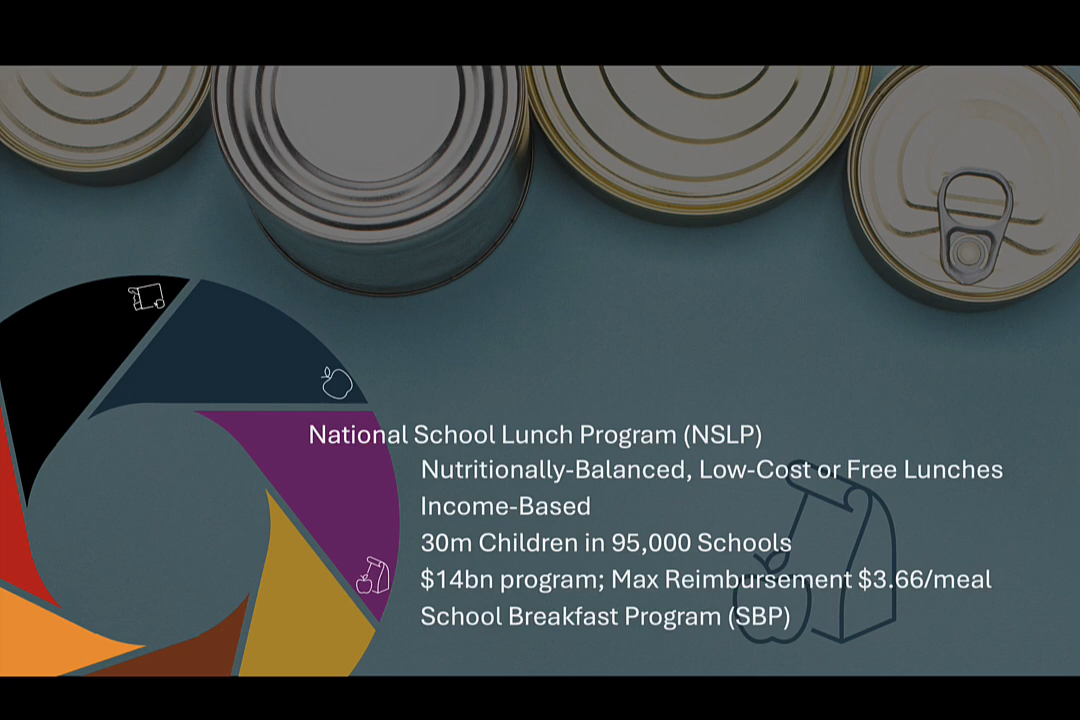 National School Lunch Program (NSLP)
Nutritionally-Balanced, Low-Cost or Free Lunches
Income-Based
30m Children in 95,000 Schools
$14bn program; Max Reimbursement $3.66/meal
School Breakfast Program (SBP)